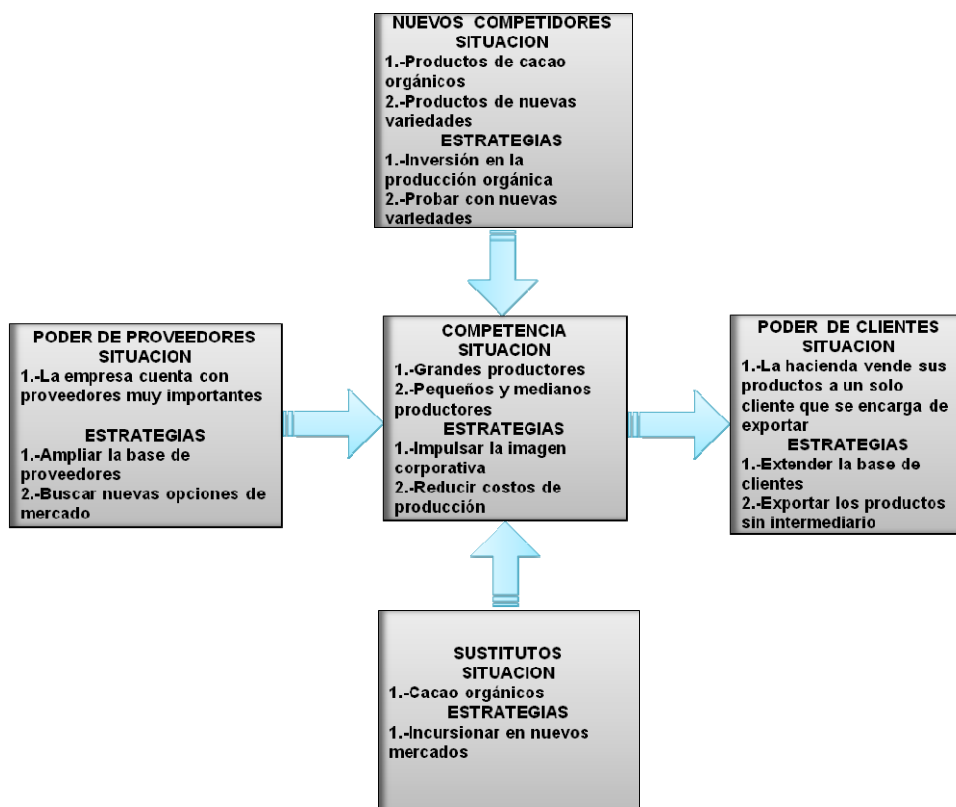 NUEVOS COMPETIDORES
SITUACION
1.-Productos de cacao
orgánicos
2.-Productos de nuevas
variedades
ESTRATEGIAS
1.-Inversión en la
producción orgánica
2.-Probar con nuevas
variedades
PODER DE PROVEEDORES
SITUACION
1.-La empresa cuenta con
proveedores muy importantes
ESTRATEGIAS
1.-Ampliar la base de
proveedores
2.-Buscar nuevas opciones de
mercado
COMPETENCIA
SITUACION
1.-Grandes productores
2.-Pequeños y medianos
productores
ESTRATEGIAS
1.-Impulsar la imagen
corporativa
2.-Reducir costos de
producción
PODER DE CLIENTES
SITUACION
1.-La hacienda vende sus
productos a un solo
cliente que se encarga de
exportar
ESTRATEGIAS
1.-Extender la base de
clientes
2.-Exportar los productos
sin intermediario
SUSTITUTOS
SITUACION
1.-Cacao orgánicos
ESTRATEGIAS
1.-Incursionar en nuevos
mercados